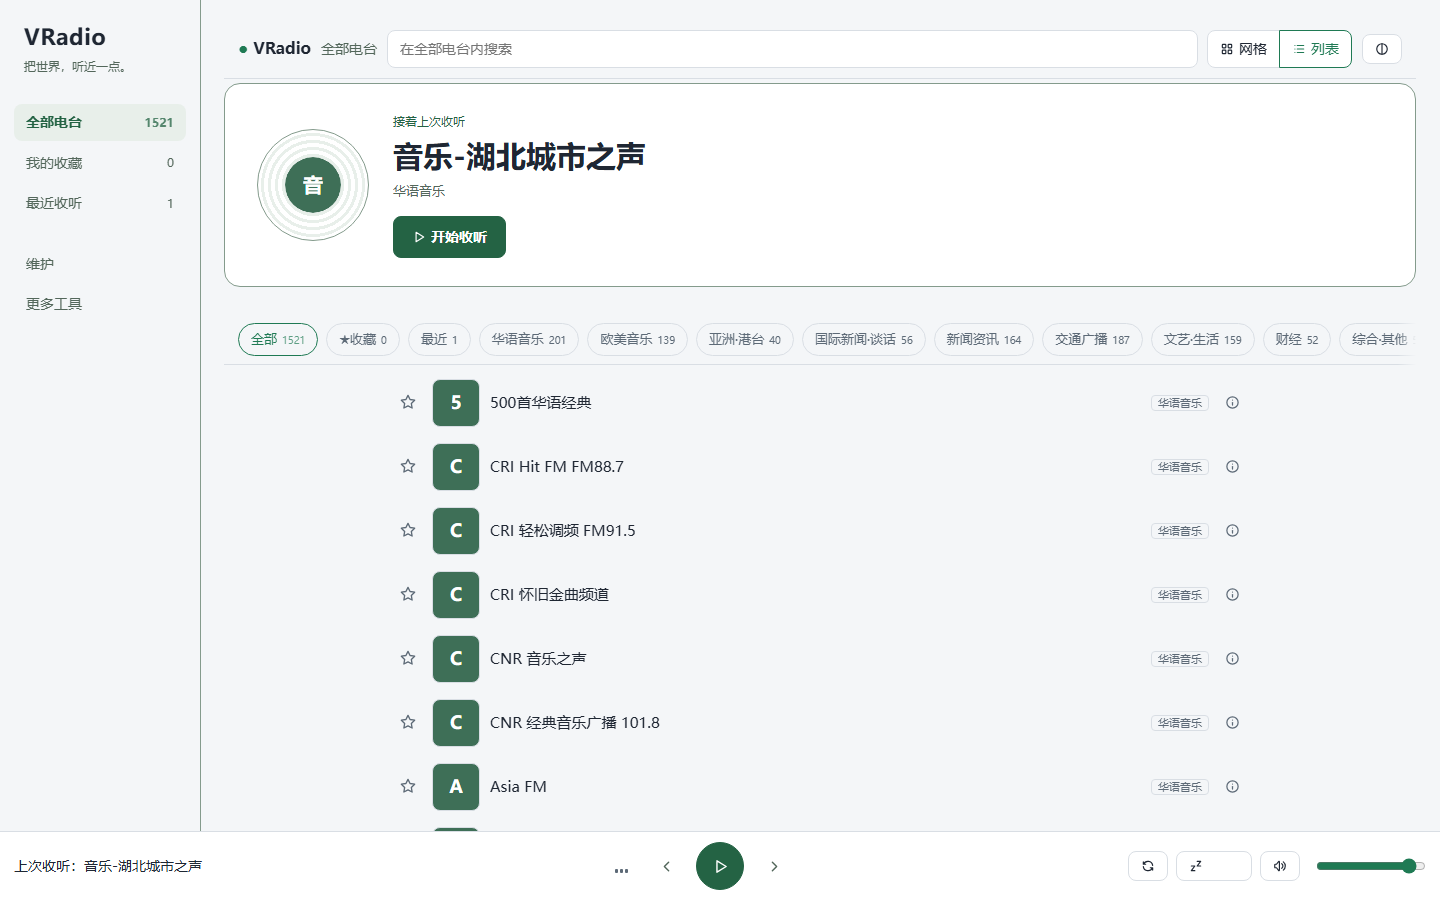 VRadio
把世界，听近一点。
全部电台 1521
我的收藏 0
最近收听 1
维护
更多工具
VRadio 全部电台 在全部电台内搜索 网格 列表
接着上次收听
音
音乐-湖北城市之声
华语音乐
开始收听
全部 1521 ★收藏 0 最近 1 华语音乐 201 欧美音乐 139 亚洲·港台 40 国际新闻·谈话 56 新闻资讯 164 交通广播 187 文艺·生活 159 财经 52 综合·其他
5 500首华语经典 华语音乐
C CRI Hit FM FM88.7 华语音乐
C CRI 轻松调频 FM91.5 华语音乐
C CRI 怀旧金曲频道 华语音乐
C CNR 音乐之声 华语音乐
C CNR 经典音乐广播 101.8 华语音乐
A Asia FM 华语音乐
上次收听：音乐-湖北城市之声 ... zZ